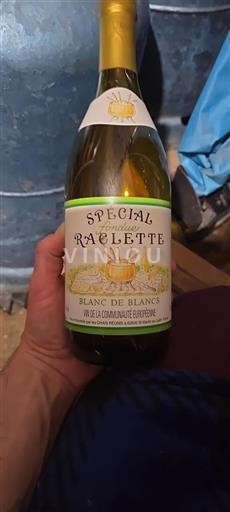 SPECIAL
fondue
RACLETTE
VINOU
BLANC DE BLANCS
VIN DE LA COMMUNAUTÉ EUROPÉENNE